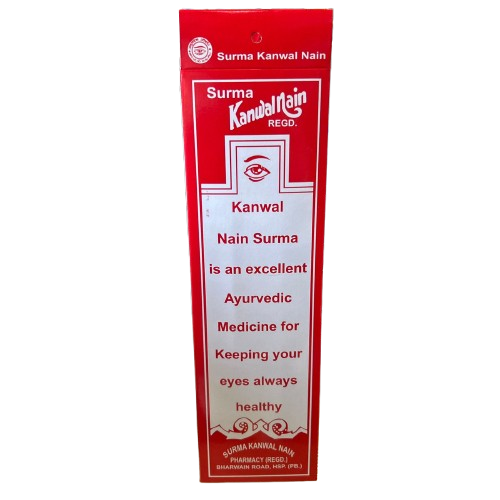 Surma Kanwal Nain
Surma
Kanwal Nain
REGD.
Kanwal
Nain Surma
is an excellent
Ayurvedic
Medicine for
Keeping your
eyes always
healthy
SURMA KANWAL NAIN
PHARMACY (REGD.)
BHARWAIN ROAD, HSP. (PB.)